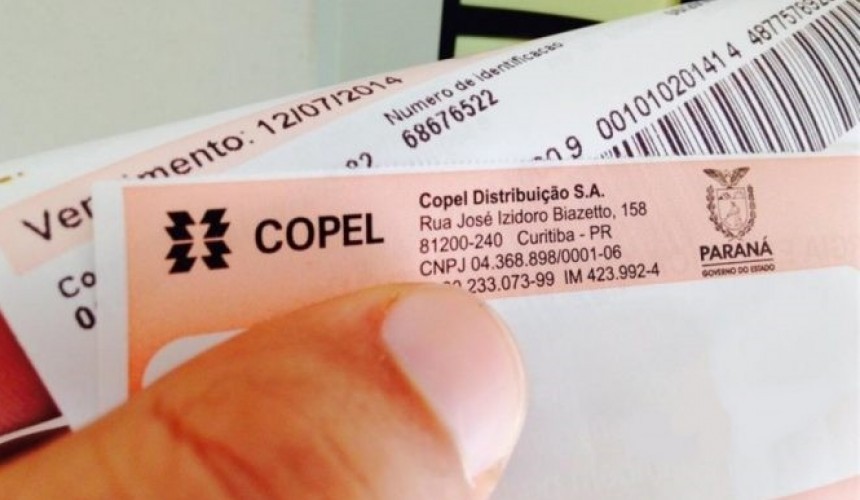 Vencimento: 12/07/2014
Numero de identificacao
68676522
00101020141 4 48775789
COPEL
Copel Distribuição S.A.
Rua José Izidoro Biazetto, 158
81200-240 Curitiba - PR
CNPJ 04.368.898/0001-06
233.073-99 IM 423.992-4
PARANÁ
GOVERNO DO ESTADO